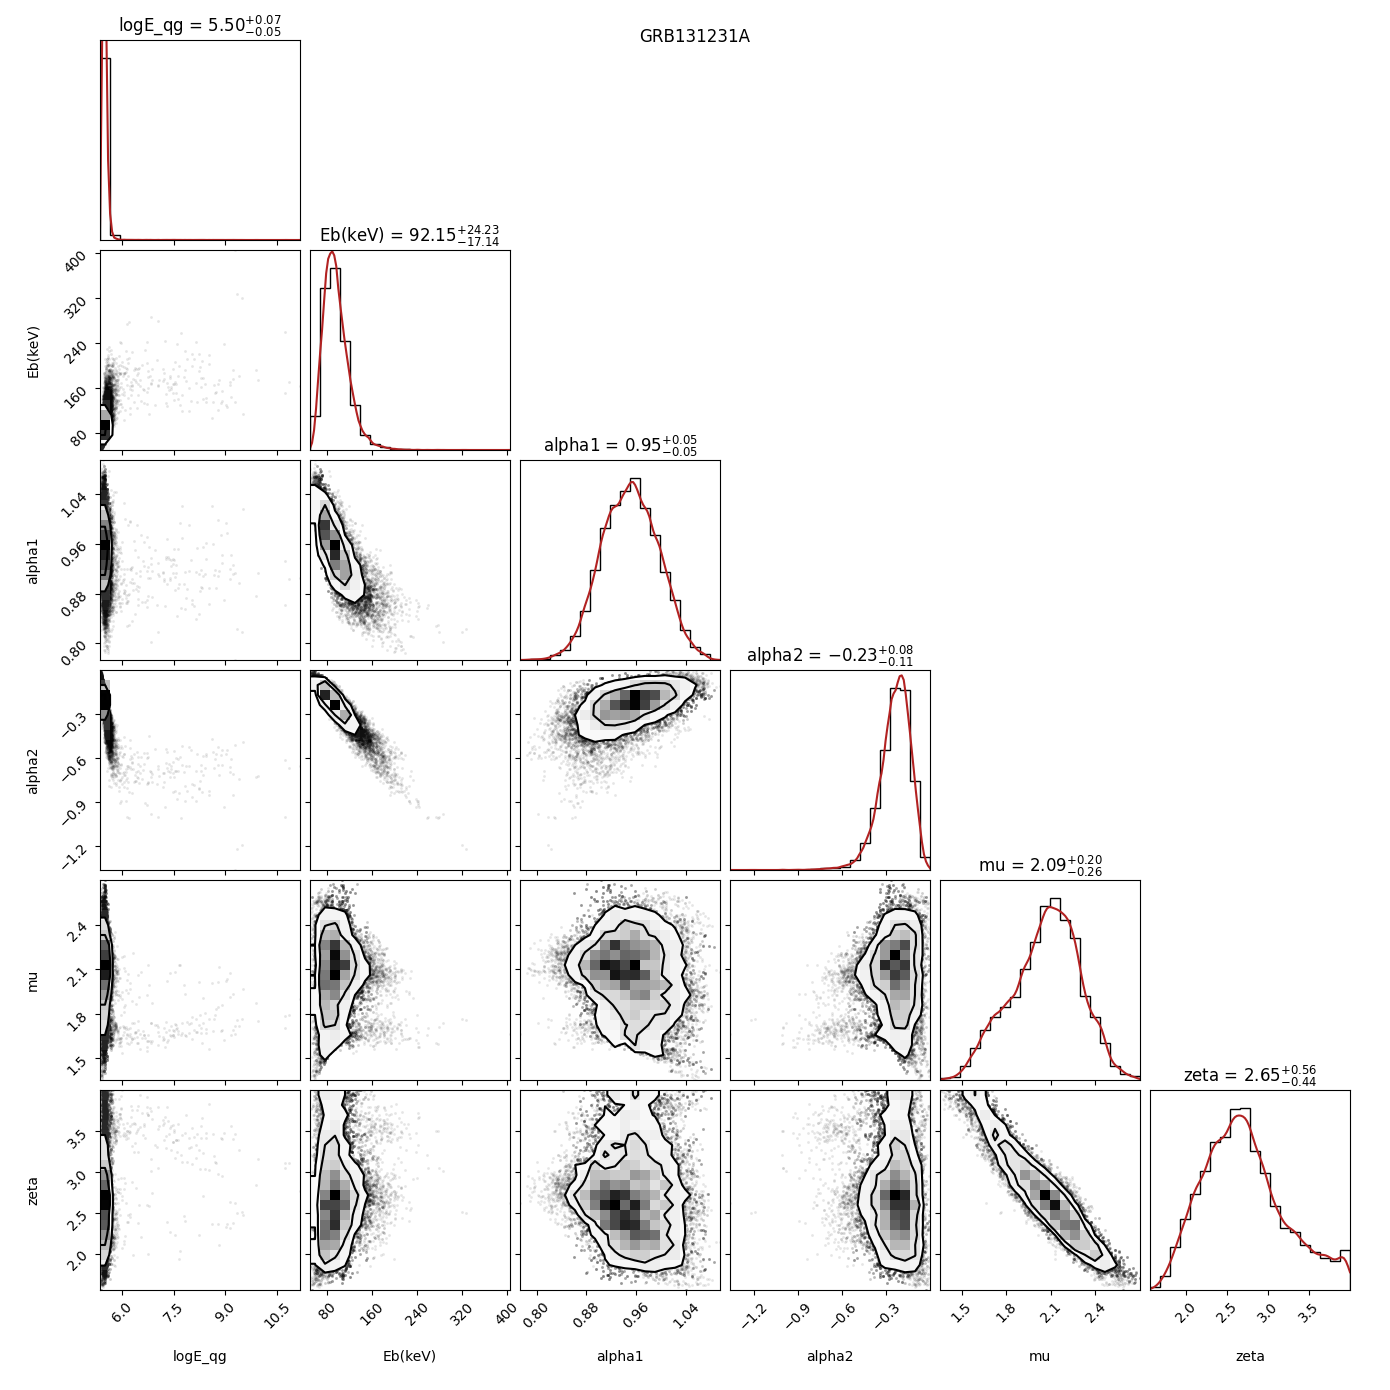 GRB131231A
logE_qg = 5.50+0.07−0.05
Eb(keV) = 92.15+24.23−17.14
alpha1 = 0.95+0.05−0.05
alpha2 = −0.23+0.08−0.11
mu = 2.09+0.20−0.26
zeta = 2.65+0.56−0.44
Eb(keV)
400
320
240
160
80
alpha1
1.04
0.96
0.88
0.80
alpha2
−0.3
−0.6
−0.9
−1.2
mu
2.4
2.1
1.8
1.5
zeta
3.5
3.0
2.5
2.0
6.0 7.5 9.0 10.5
80 160 240 320 400
0.80 0.88 0.96 1.04
−1.2 −0.9 −0.6 −0.3
1.5 1.8 2.1 2.4
2.0 2.5 3.0 3.5
logE_qg Eb(keV) alpha1 alpha2 mu zeta